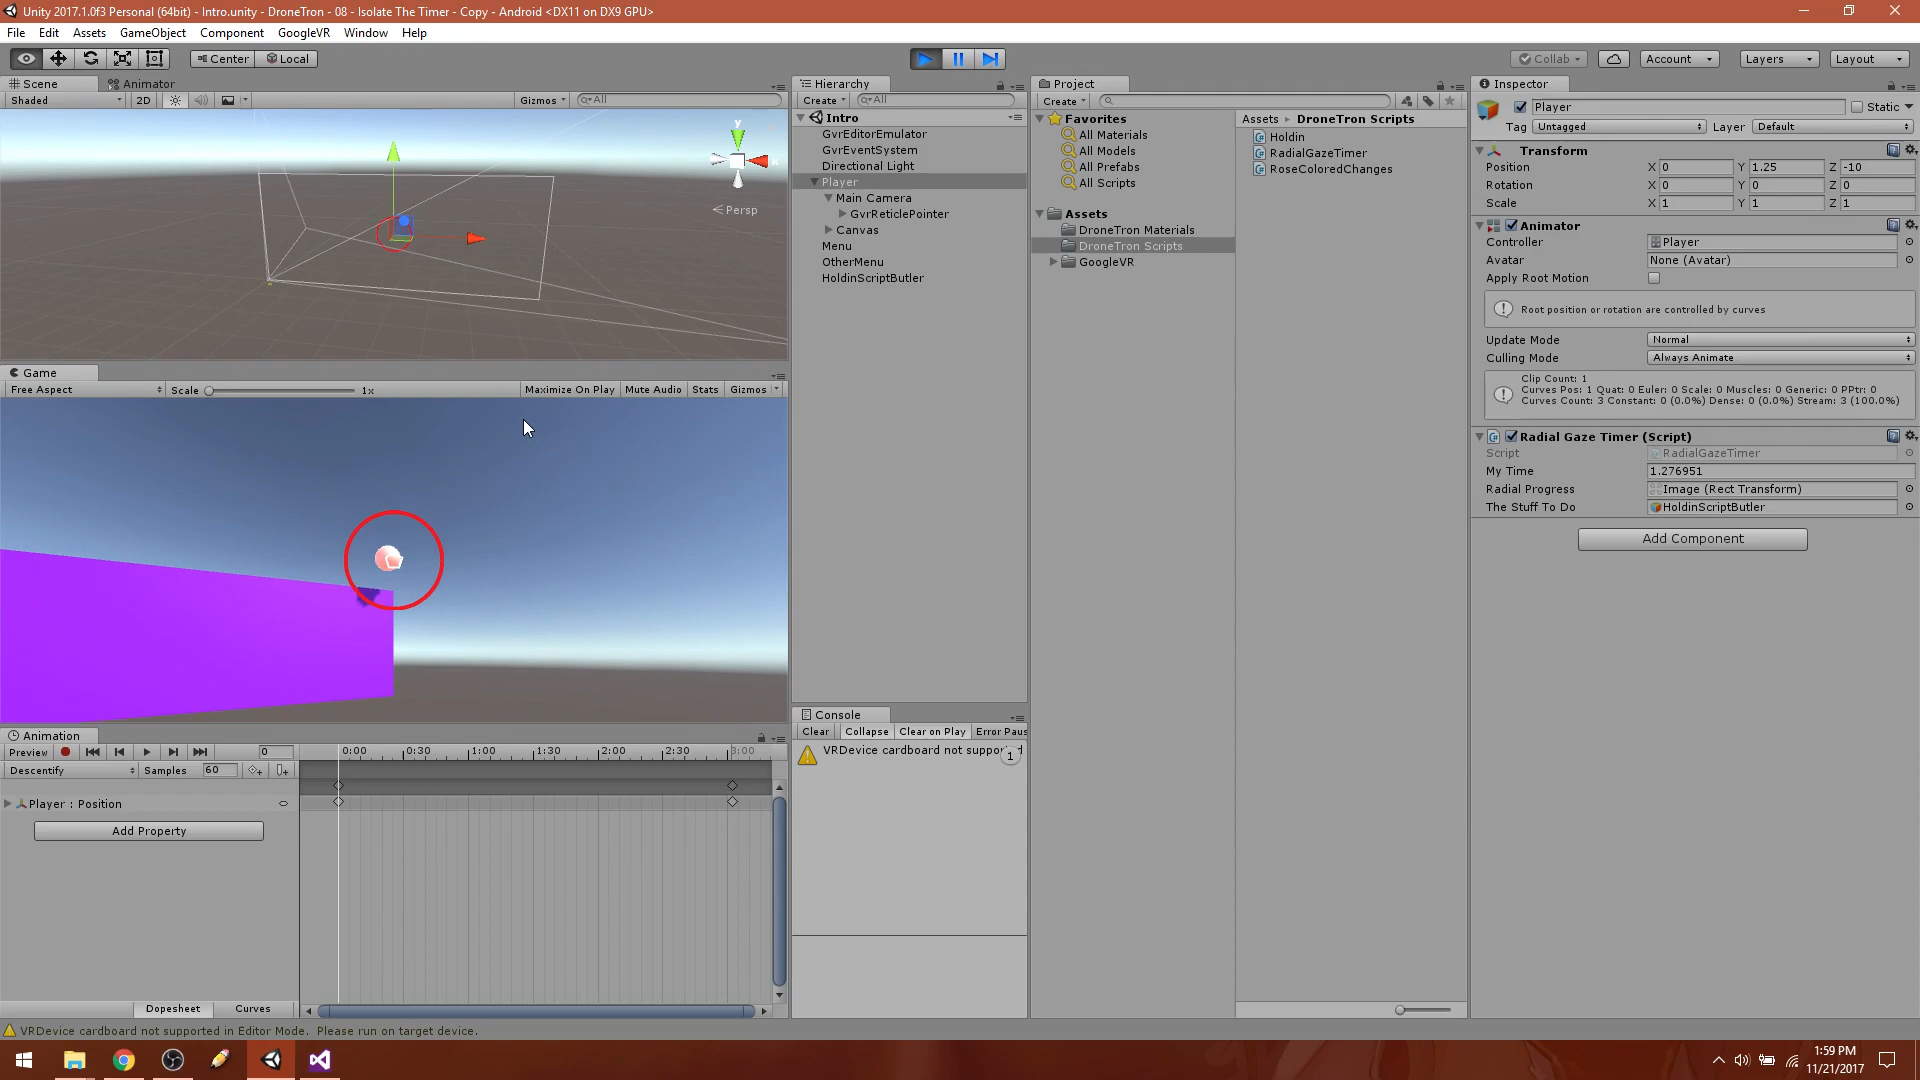 Unity 2017.1.0f3 Personal (64bit) - Intro.unity - DroneTron - 08 - Isolate The Timer - Copy - Android <DX11 on DX9 GPU>
File Edit Assets GameObject Component GoogleVR Window Help
Center Local Collab Account Layers Layout
Scene Animator
Shaded 2D Gizmos All
y
x
Persp
Game
Free Aspect Scale 1x Maximize On Play Mute Audio Stats Gizmos
Animation
Preview 0 0:00 0:30 1:00 1:30 2:00 2:30 3:00
Descentify Samples 60
Player : Position
Add Property
Dopesheet Curves
Hierarchy
Create All
Intro
GvrEditorEmulator
GvrEventSystem
Directional Light
Player
Main Camera
GvrReticlePointer
Canvas
Menu
OtherMenu
HoldinScriptButler
Console
Clear Collapse Clear on Play Error Paus
VRDevice cardboard not supported 1
Project
Create
Favorites
All Materials
All Models
All Prefabs
All Scripts
Assets
DroneTron Materials
DroneTron Scripts
GoogleVR
Assets DroneTron Scripts
Holdin
RadialGazeTimer
RoseColoredChanges
Inspector
Player Static
Tag Untagged Layer Default
Transform
Position X 0 Y 1.25 Z -10
Rotation X 0 Y 0 Z 0
Scale X 1 Y 1 Z 1
Animator
Controller Player
Avatar None (Avatar)
Apply Root Motion
Root position or rotation are controlled by curves
Update Mode Normal
Culling Mode Always Animate
Clip Count: 1
Curves Pos: 1 Quat: 0 Euler: 0 Scale: 0 Muscles: 0 Generic: 0 PPtr: 0
Curves Count: 3 Constant: 0 (0.0%) Dense: 0 (0.0%) Stream: 3 (100.0%)
Radial Gaze Timer (Script)
Script RadialGazeTimer
My Time 1.276951
Radial Progress Image (Rect Transform)
The Stuff To Do HoldinScriptButler
Add Component
VRDevice cardboard not supported in Editor Mode. Please run on target device.
1:59 PM
11/21/2017